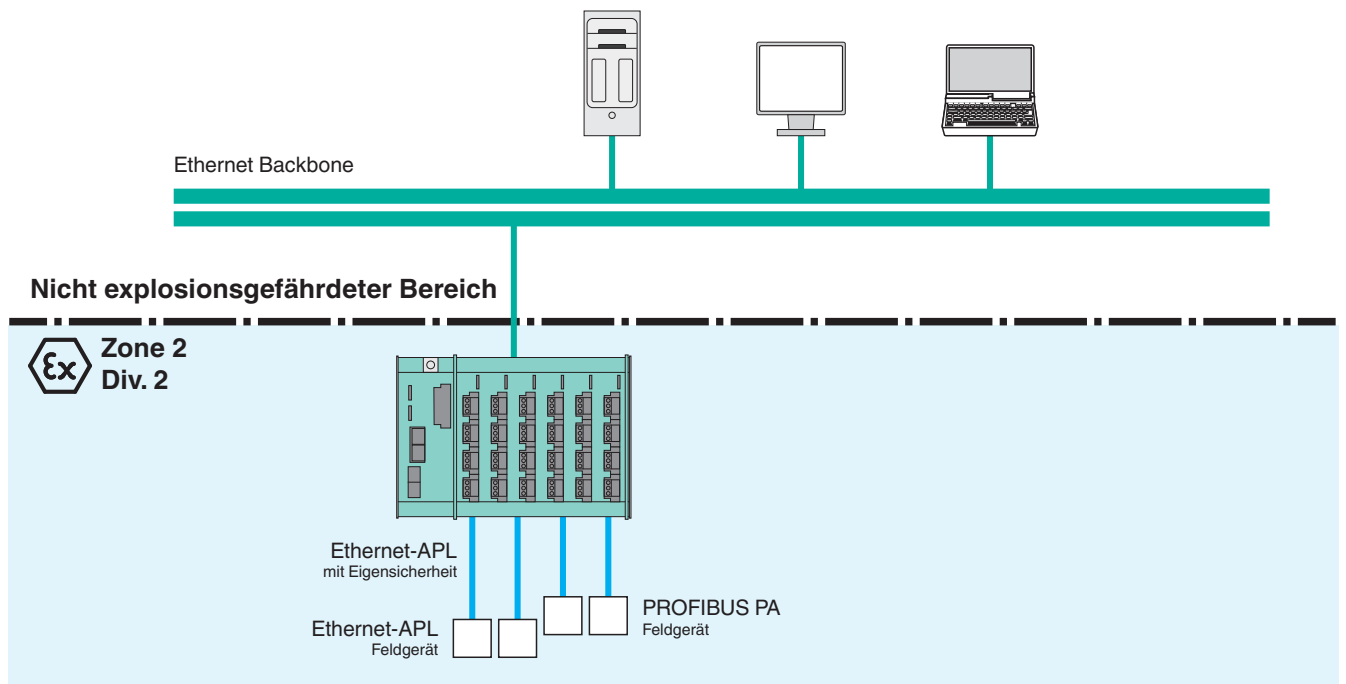 Ethernet Backbone
Nicht explosionsgefährdeter Bereich
Ex
Zone 2
Div. 2
Ethernet-APL
mit Eigensicherheit
Ethernet-APL
Feldgerät
PROFIBUS PA
Feldgerät